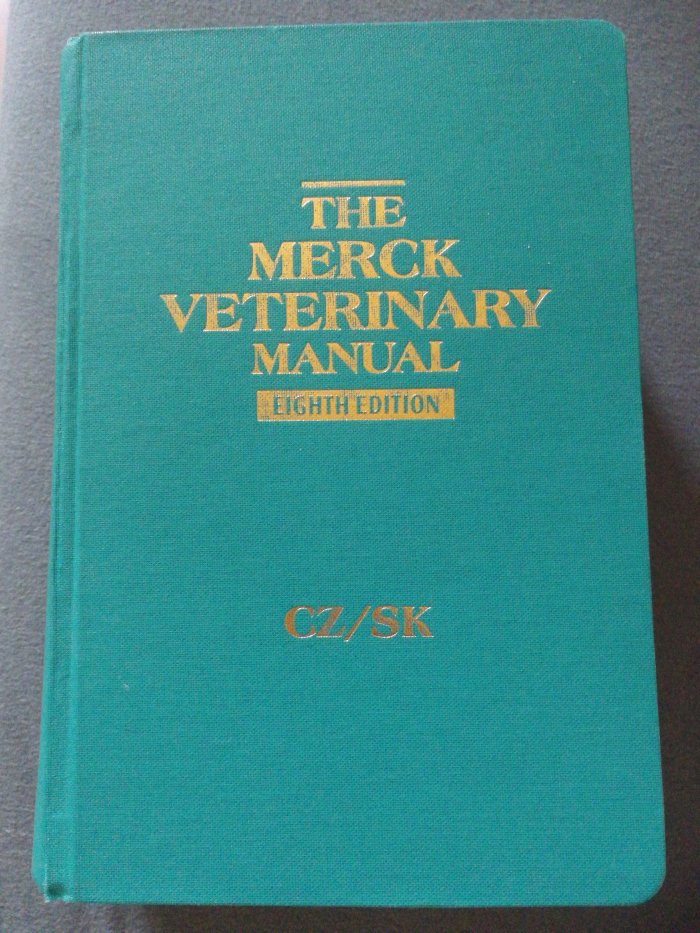 THE
MERCK
VETERINARY
MANUAL
EIGHTH EDITION
CZ/SK